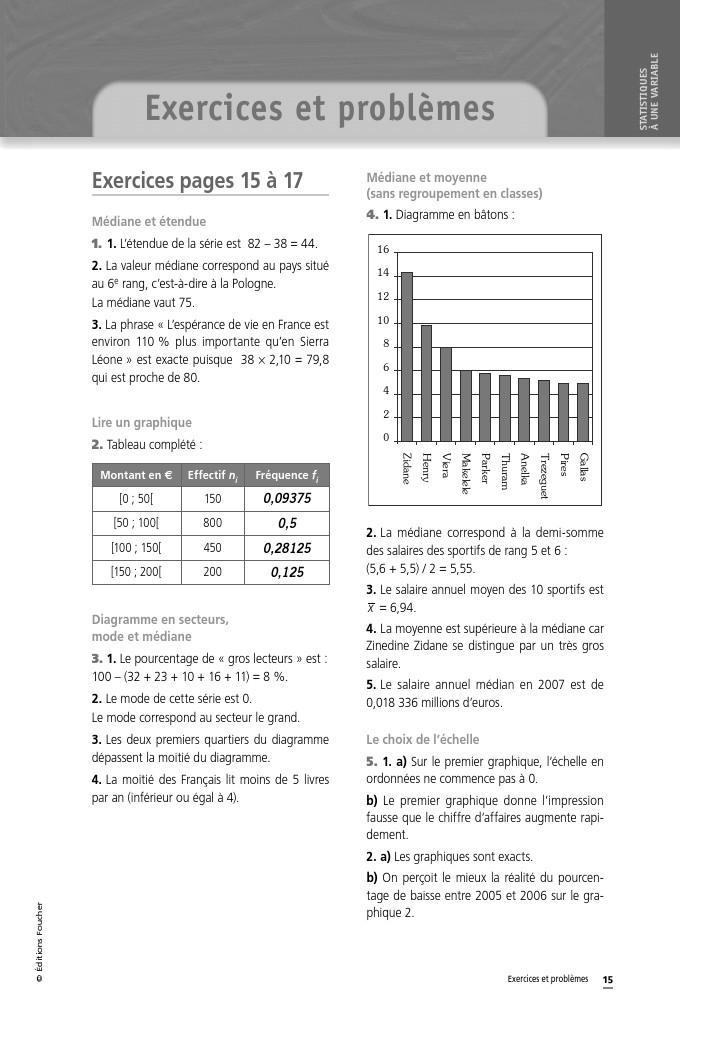 STATISTIQUES
À UNE VARIABLE
Exercices et problèmes
Exercices pages 15 à 17
Médiane et étendue
1. 1. L'étendue de la série est 82 – 38 = 44.
2. La valeur médiane correspond au pays situé
au 6e rang, c'est-à-dire à la Pologne.
La médiane vaut 75.
3. La phrase « L'espérance de vie en France est
environ 110 % plus importante qu'en Sierra
Léone » est exacte puisque 38 × 2,10 = 79,8
qui est proche de 80.
Lire un graphique
2. Tableau complété :
Montant en € Effectif ni Fréquence fi
[0 ; 50[ 150 0,09375
[50 ; 100[ 800 0,5
[100 ; 150[ 450 0,28125
[150 ; 200[ 200 0,125
Diagramme en secteurs,
mode et médiane
3. 1. Le pourcentage de « gros lecteurs » est :
100 – (32 + 23 + 10 + 16 + 11) = 8 %.
2. Le mode de cette série est 0.
Le mode correspond au secteur le grand.
3. Les deux premiers quartiers du diagramme
dépassent la moitié du diagramme.
4. La moitié des Français lit moins de 5 livres
par an (inférieur ou égal à 4).
Médiane et moyenne
(sans regroupement en classes)
4. 1. Diagramme en bâtons :
16
14
12
10
8
6
4
2
0
Zidane
Henry
Viera
Makelele
Parker
Thuram
Anelka
Trezeguet
Pires
Gallas
2. La médiane correspond à la demi-somme
des salaires des sportifs de rang 5 et 6 :
(5,6 + 5,5) / 2 = 5,55.
3. Le salaire annuel moyen des 10 sportifs est
x̅ = 6,94.
4. La moyenne est supérieure à la médiane car
Zinedine Zidane se distingue par un très gros
salaire.
5. Le salaire annuel médian en 2007 est de
0,018 336 millions d'euros.
Le choix de l'échelle
5. 1. a) Sur le premier graphique, l'échelle en
ordonnées ne commence pas à 0.
b) Le premier graphique donne l'impression
fausse que le chiffre d'affaires augmente rapi-
dement.
2. a) Les graphiques sont exacts.
b) On perçoit le mieux la réalité du pourcen-
tage de baisse entre 2005 et 2006 sur le gra-
phique 2.
© Éditions Foucher
Exercices et problèmes 15